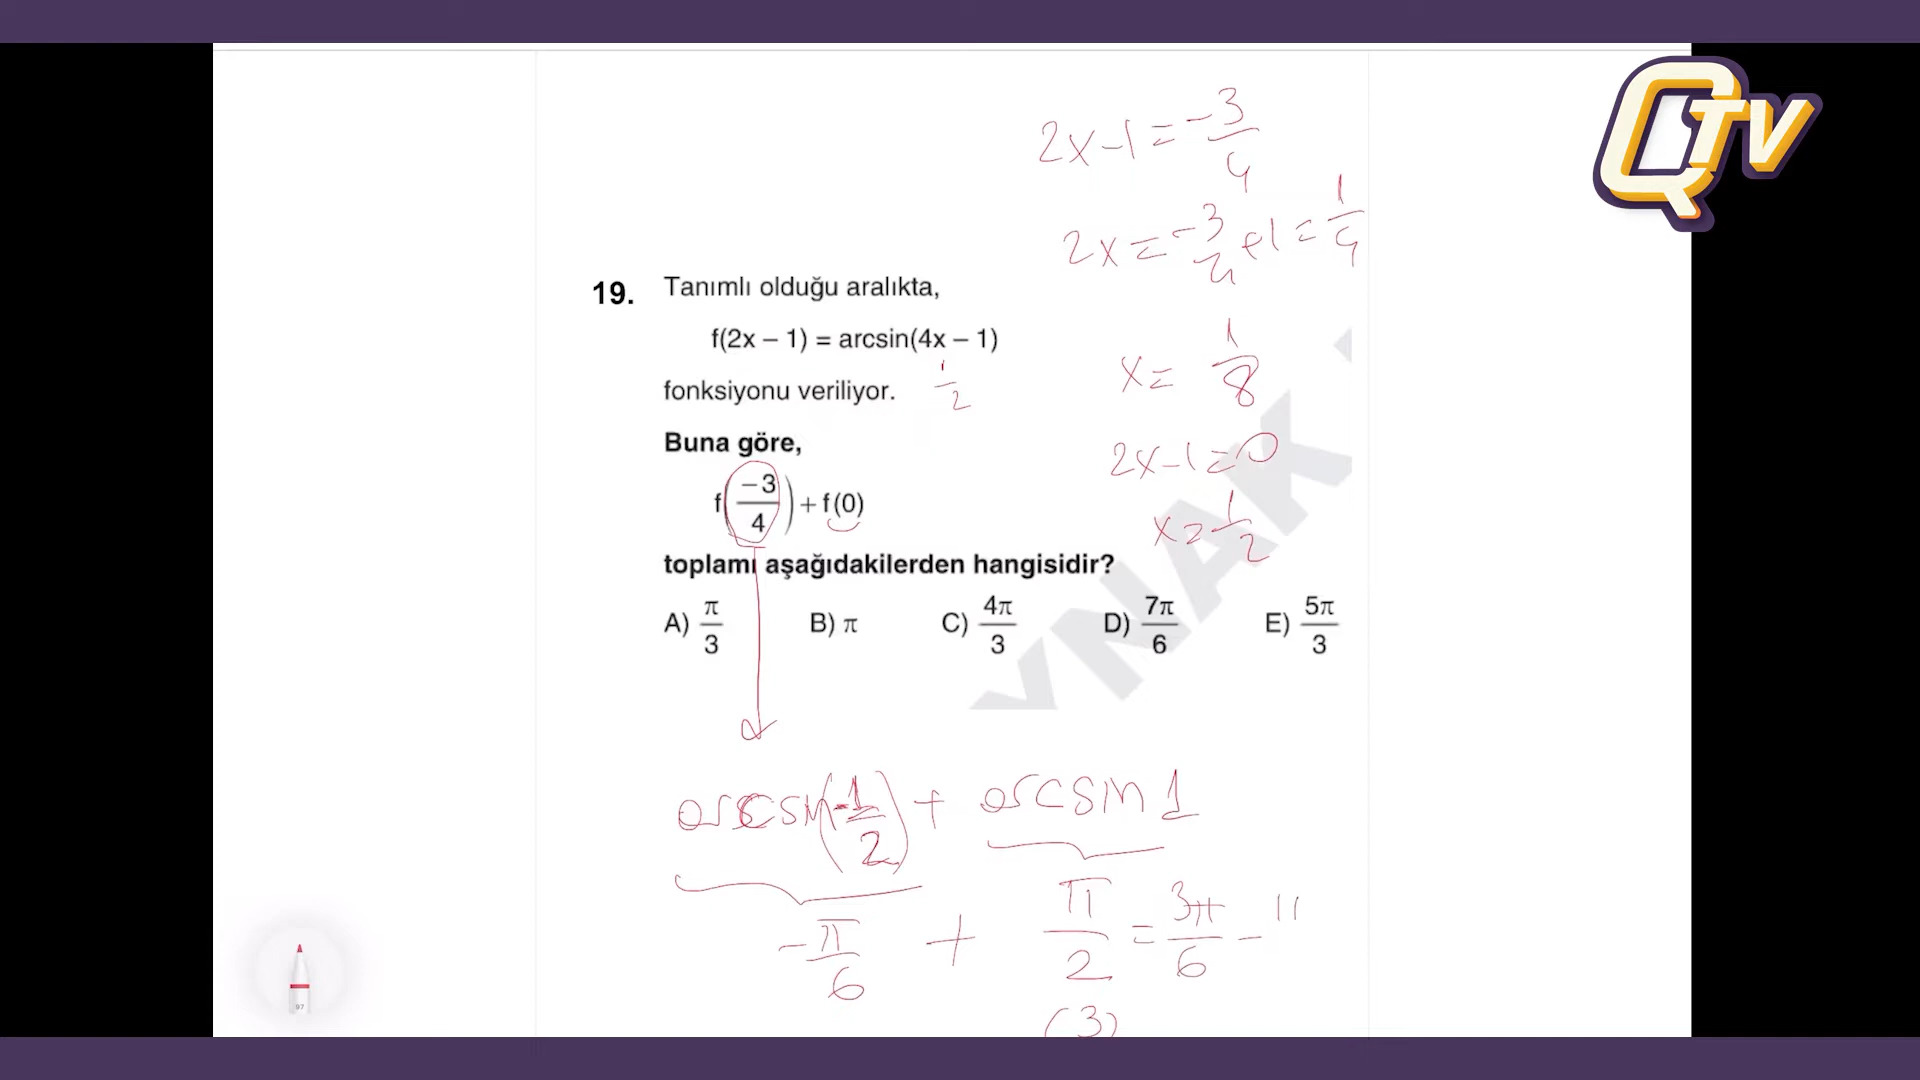 QTV
2x-1=-3/4
2x=-3/4+1=1/4
19. Tanımlı olduğu aralıkta,
f(2x – 1) = arcsin(4x – 1)
x=1/8
fonksiyonu veriliyor.
1/2
Buna göre,
2x-1=0
f(-3/4)+f(0)
x=1/2
toplamı aşağıdakilerden hangisidir?
A) π/3 B) π C) 4π/3 D) 7π/6 E) 5π/3
YNAK
arcsin(-1/2)+arcsin 1
-π/6 + π/2 = 3π/6 -
(3)
97